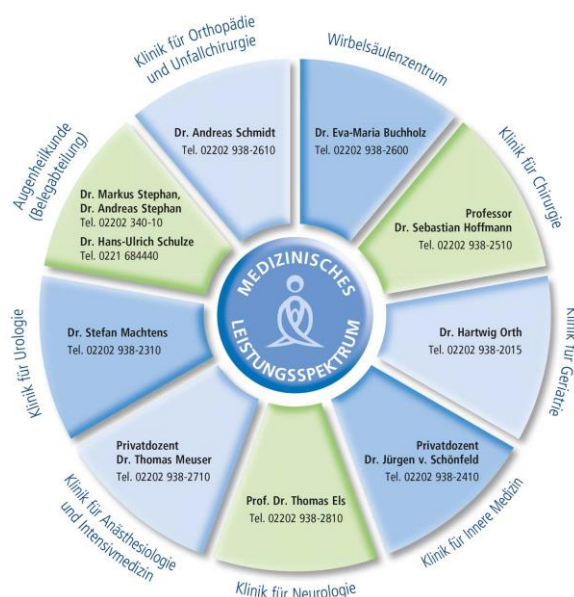 Klinik für Orthopädie
und Unfallchirurgie
Dr. Andreas Schmidt
Tel. 02202 938-2610
Wirbelsäulenzentrum
Dr. Eva-Maria Buchholz
Tel. 02202 938-2600
Klinik für Chirurgie
Professor
Dr. Sebastian Hoffmann
Tel. 02202 938-2510
Klinik für Geriatrie
Dr. Hartwig Orth
Tel. 02202 938-2015
Klinik für Innere Medizin
Privatdozent
Dr. Jürgen v. Schönfeld
Tel. 02202 938-2410
Klinik für Neurologie
Prof. Dr. Thomas Els
Tel. 02202 938-2810
Klinik für Anästhesiologie
und Intensivmedizin
Privatdozent
Dr. Thomas Meuser
Tel. 02202 938-2710
Klinik für Urologie
Dr. Stefan Machtens
Tel. 02202 938-2310
Augenheilkunde
(Belegabteilung)
Dr. Markus Stephan,
Dr. Andreas Stephan
Tel. 02202 340-10
Dr. Hans-Ulrich Schulze
Tel. 0221 684440
MEDIZINISCHES
LEISTUNGSSPEKTRUM